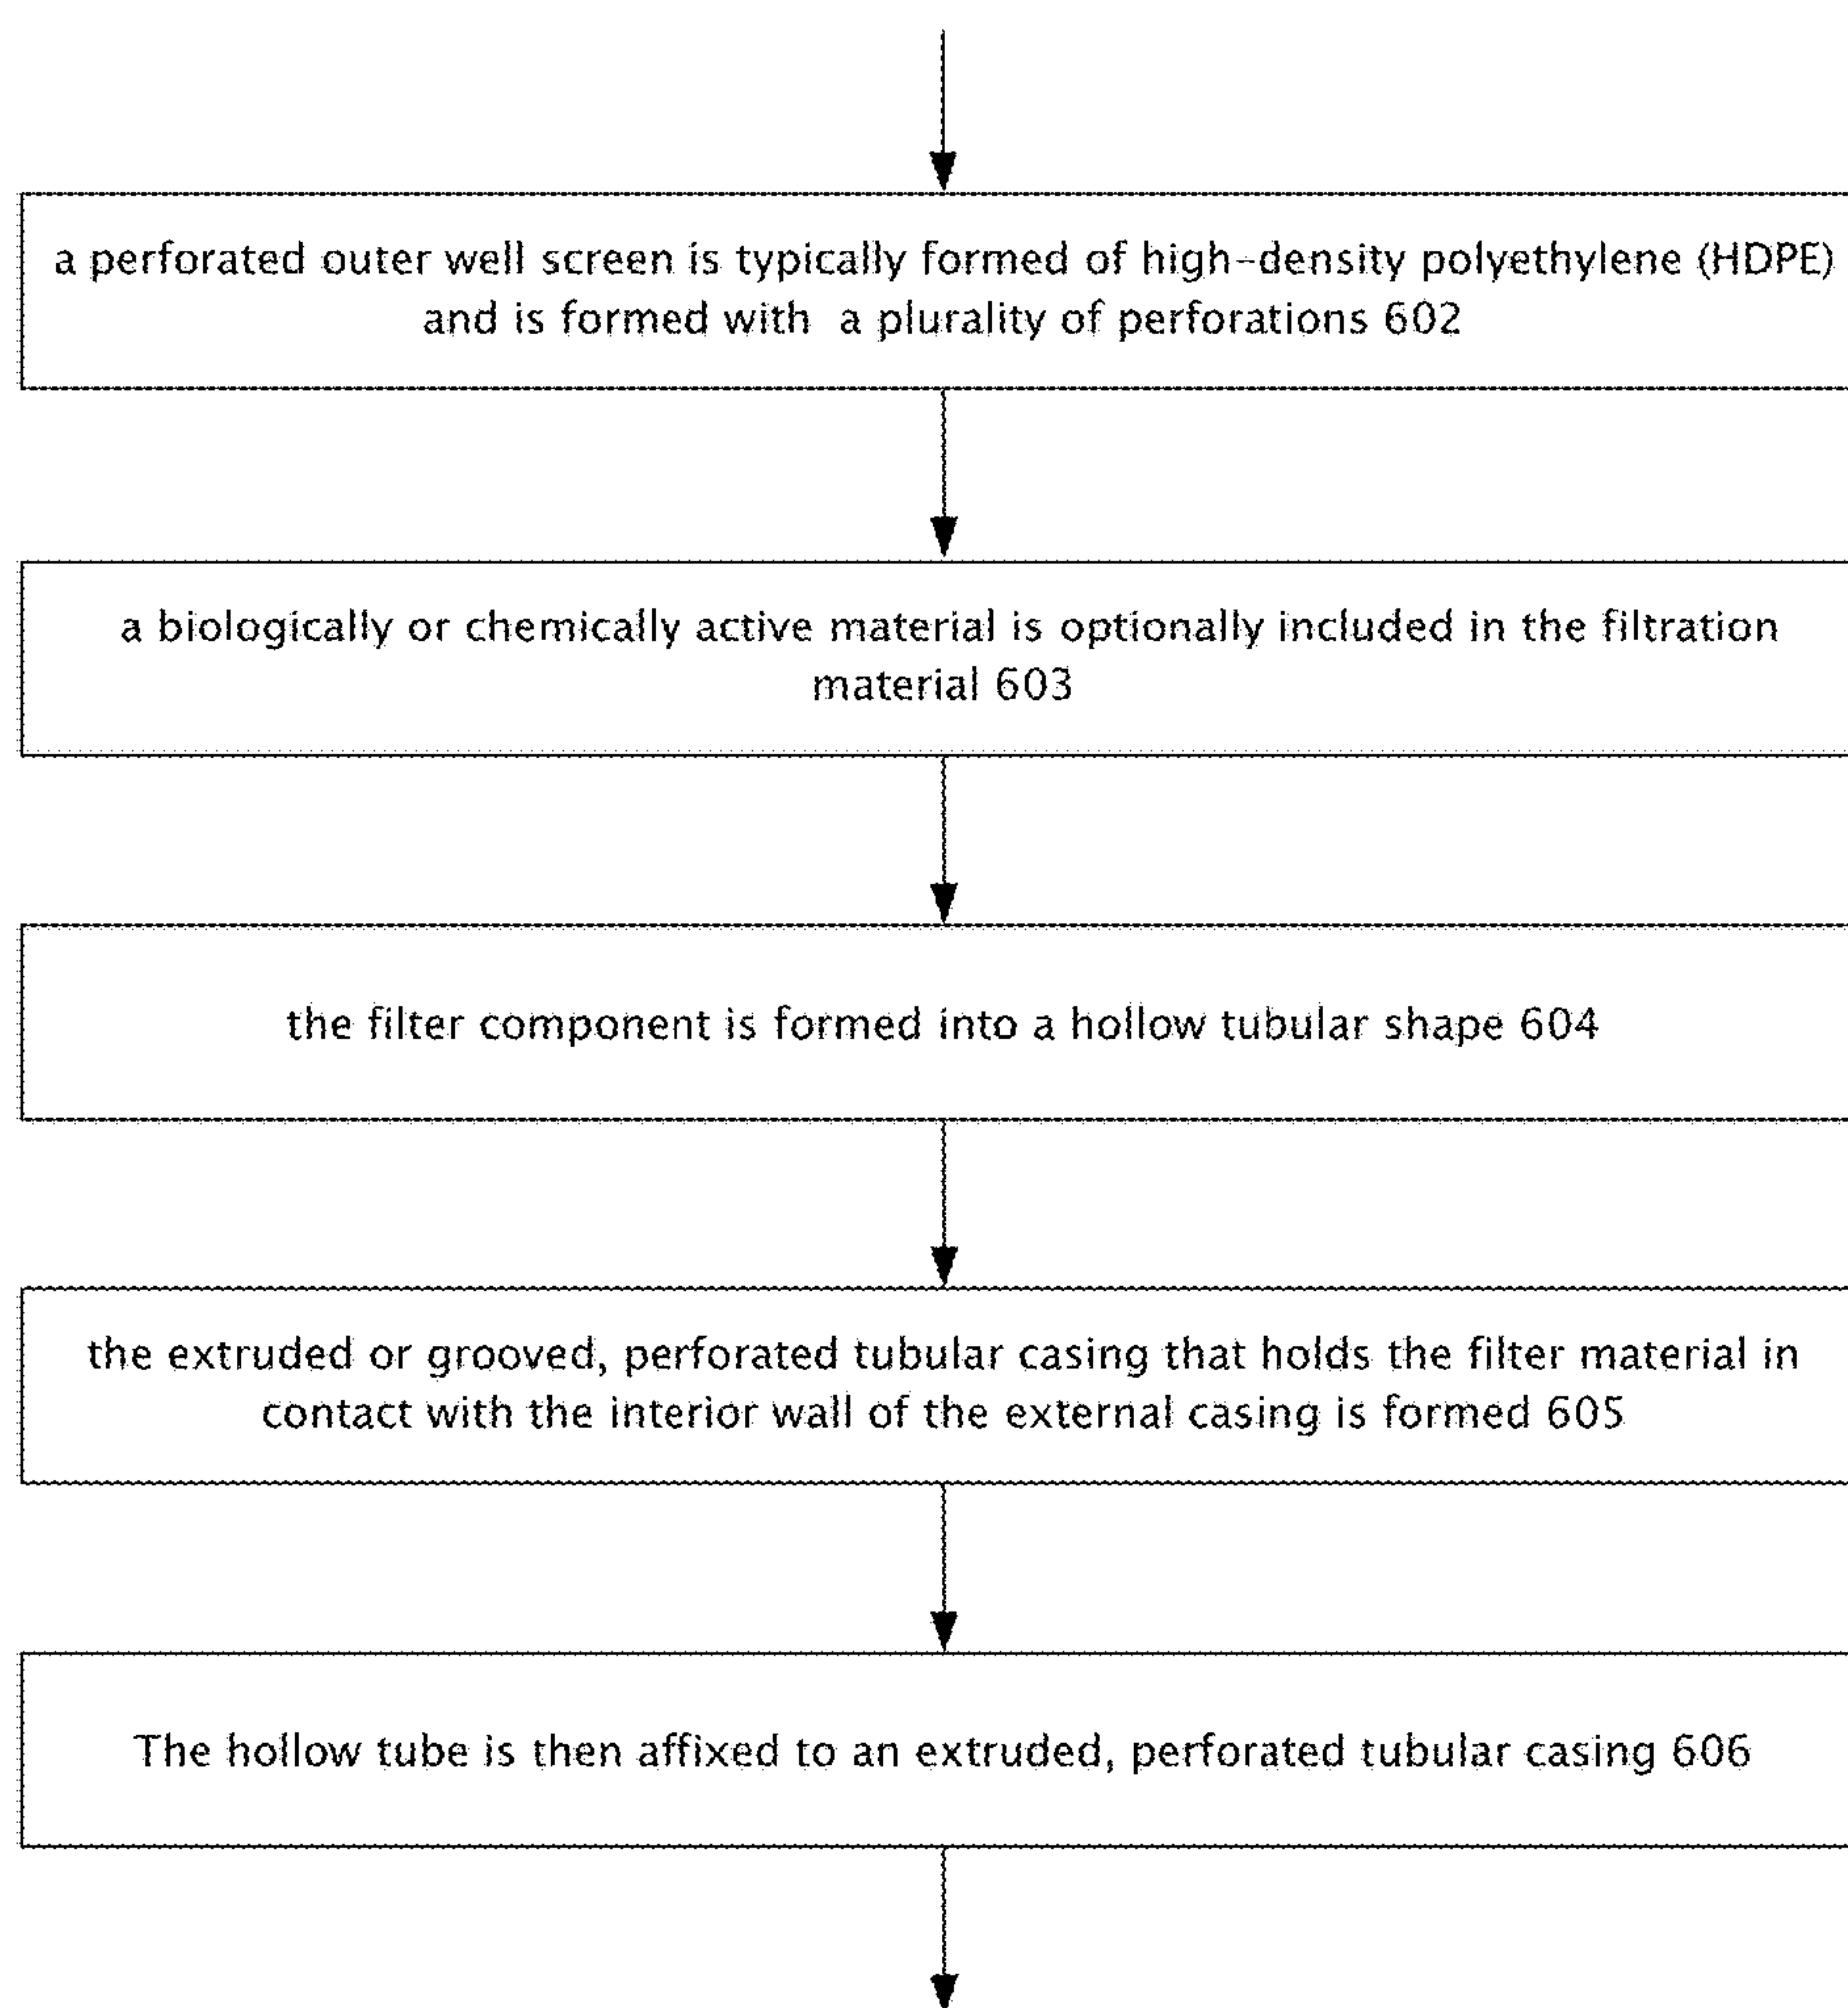 a perforated outer well screen is typically formed of high-density polyethylene (HDPE)
and is formed with a plurality of perforations 602
a biologically or chemically active material is optionally included in the filtration
material 603
the filter component is formed into a hollow tubular shape 604
the extruded or grooved, perforated tubular casing that holds the filter material in
contact with the interior wall of the external casing is formed 605
The hollow tube is then affixed to an extruded, perforated tubular casing 606